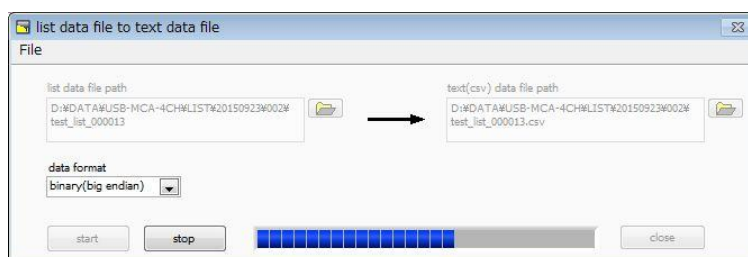 list data file to text data file
File
list data file path
text(csv) data file path
D:¥DATA¥USB-MCA-4CH¥LIST¥20150923¥002¥
test_list_000013
D:¥DATA¥USB-MCA-4CH¥LIST¥20150923¥002¥
test_list_000013.csv
data format
binary(big endian)
start
stop
close